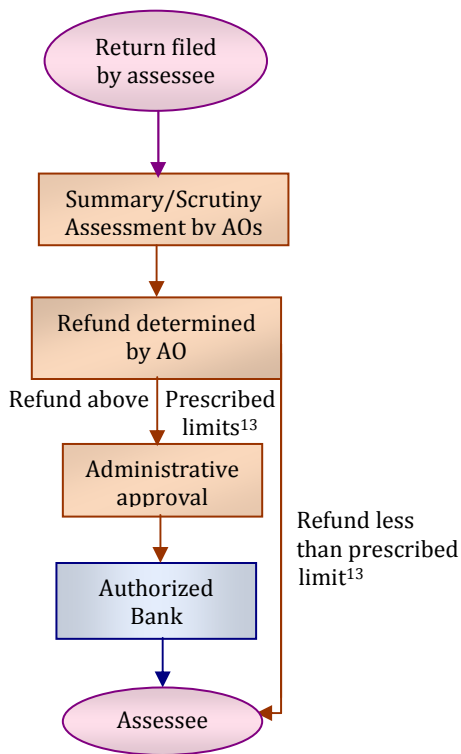 Return filed
by assessee
Summary/Scrutiny
Assessment by AOs
Refund determined
by AO
Refund above
Prescribed
limits¹³
Administrative
approval
Refund less
than prescribed
limit¹³
Authorized
Bank
Assessee